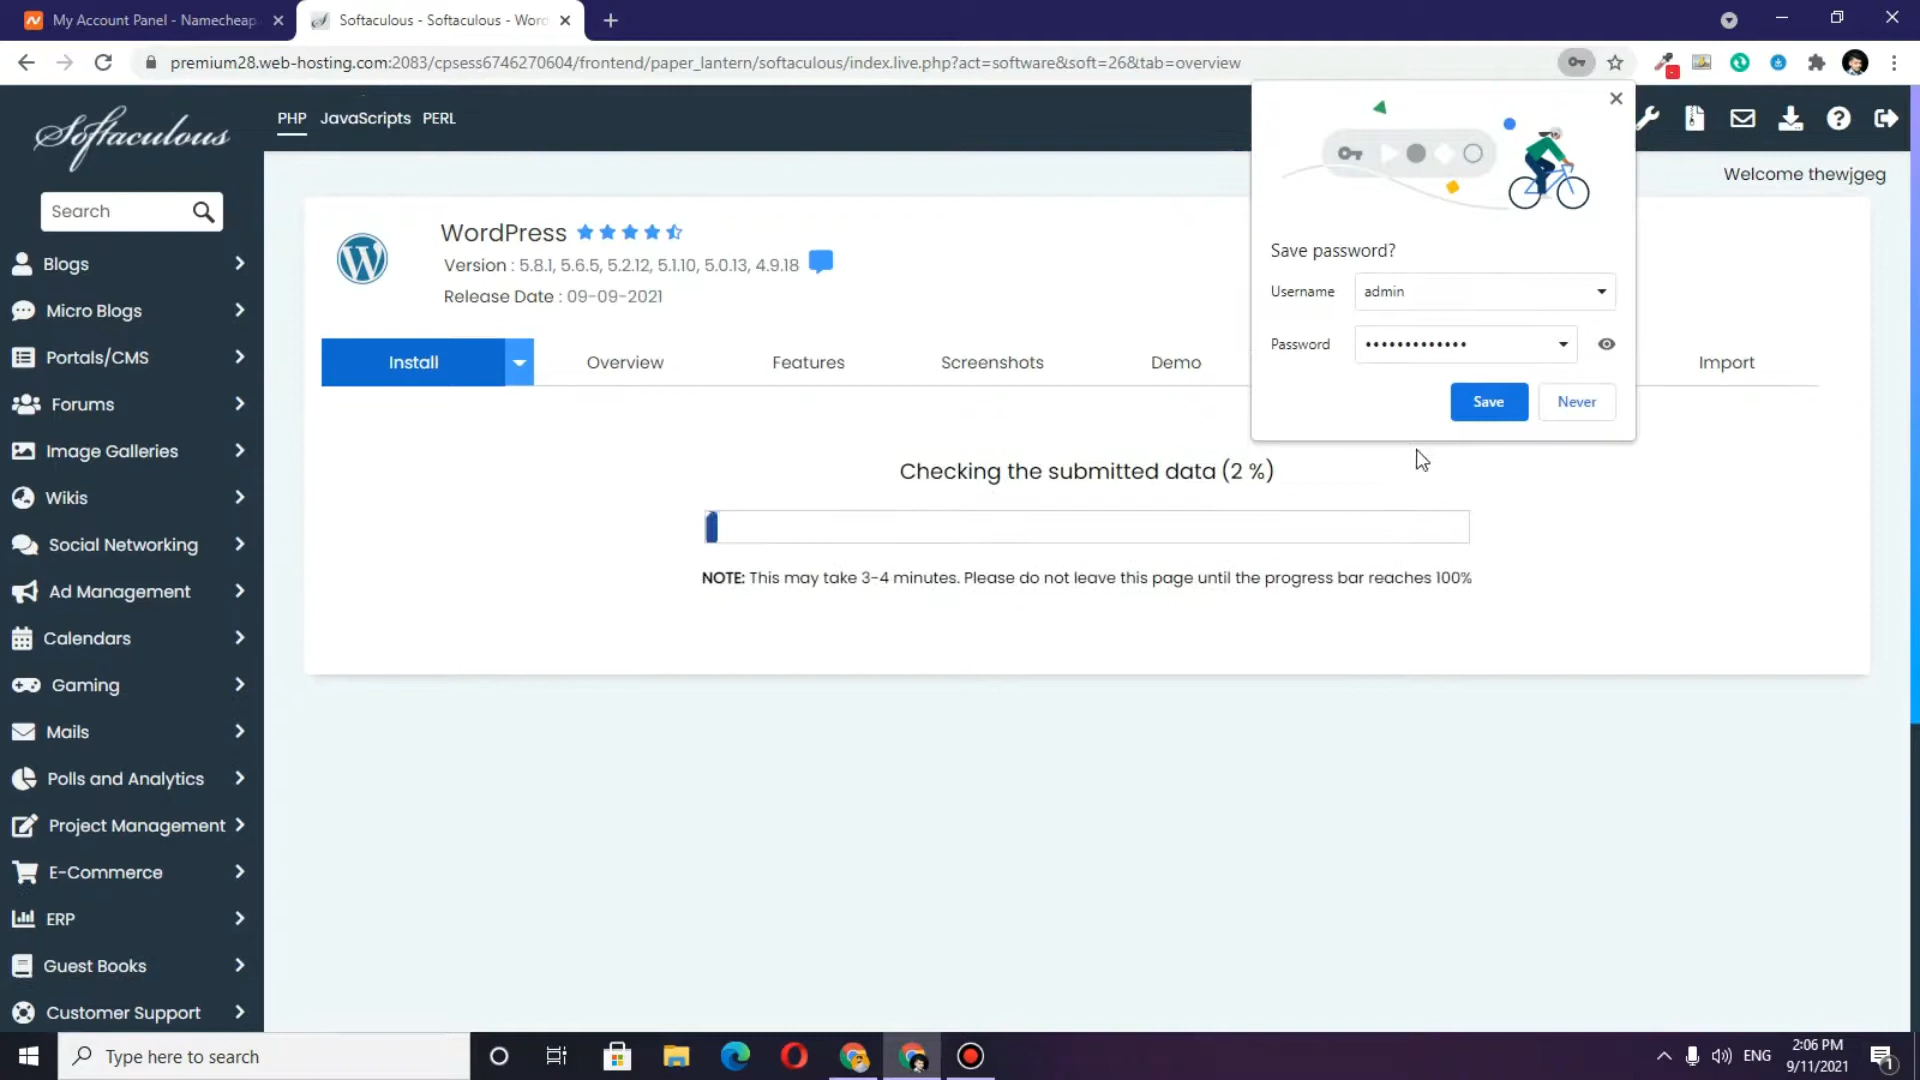 My Account Panel - Namecheap
Softaculous - Softaculous - Word
premium28.web-hosting.com:2083/cpsess6746270604/frontend/paper_lantern/softaculous/index.live.php?act=software&soft=26&tab=overview
Softaculous
PHP JavaScripts PERL
Welcome thewjgeg
Search
Blogs
Micro Blogs
Portals/CMS
Forums
Image Galleries
Wikis
Social Networking
Ad Management
Calendars
Gaming
Mails
Polls and Analytics
Project Management
E-Commerce
ERP
Guest Books
Customer Support
WordPress
Version : 5.8.1, 5.6.5, 5.2.12, 5.1.10, 5.0.13, 4.9.18
Release Date : 09-09-2021
Install Overview Features Screenshots Demo Import
Save password?
Username admin
Password
Save Never
Checking the submitted data (2 %)
NOTE: This may take 3-4 minutes. Please do not leave this page until the progress bar reaches 100%
Type here to search
ENG
2:06 PM
9/11/2021
1